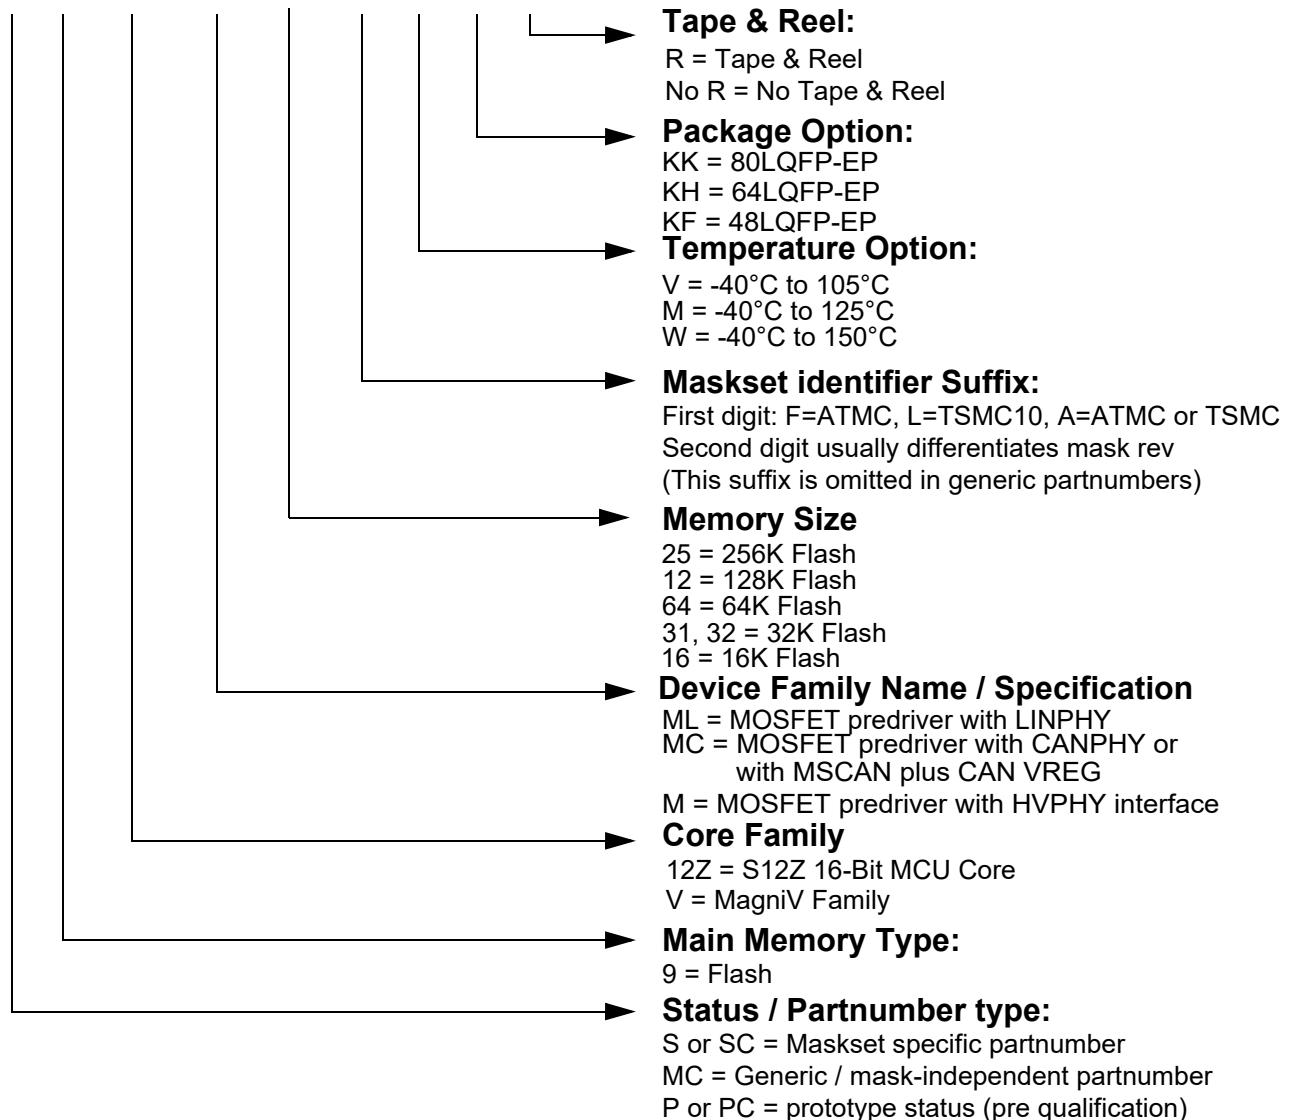 Tape & Reel:
R = Tape & Reel
No R = No Tape & Reel
Package Option:
KK = 80LQFP-EP
KH = 64LQFP-EP
KF = 48LQFP-EP
Temperature Option:
V = -40°C to 105°C
M = -40°C to 125°C
W = -40°C to 150°C
Maskset identifier Suffix:
First digit: F=ATMC, L=TSMC10, A=ATMC or TSMC
Second digit usually differentiates mask rev
(This suffix is omitted in generic partnumbers)
Memory Size
25 = 256K Flash
12 = 128K Flash
64 = 64K Flash
31, 32 = 32K Flash
16 = 16K Flash
Device Family Name / Specification
ML = MOSFET predriver with LINPHY
MC = MOSFET predriver with CANPHY or
with MSCAN plus CAN VREG
M = MOSFET predriver with HVPHY interface
Core Family
12Z = S12Z 16-Bit MCU Core
V = MagniV Family
Main Memory Type:
9 = Flash
Status / Partnumber type:
S or SC = Maskset specific partnumber
MC = Generic / mask-independent partnumber
P or PC = prototype status (pre qualification)